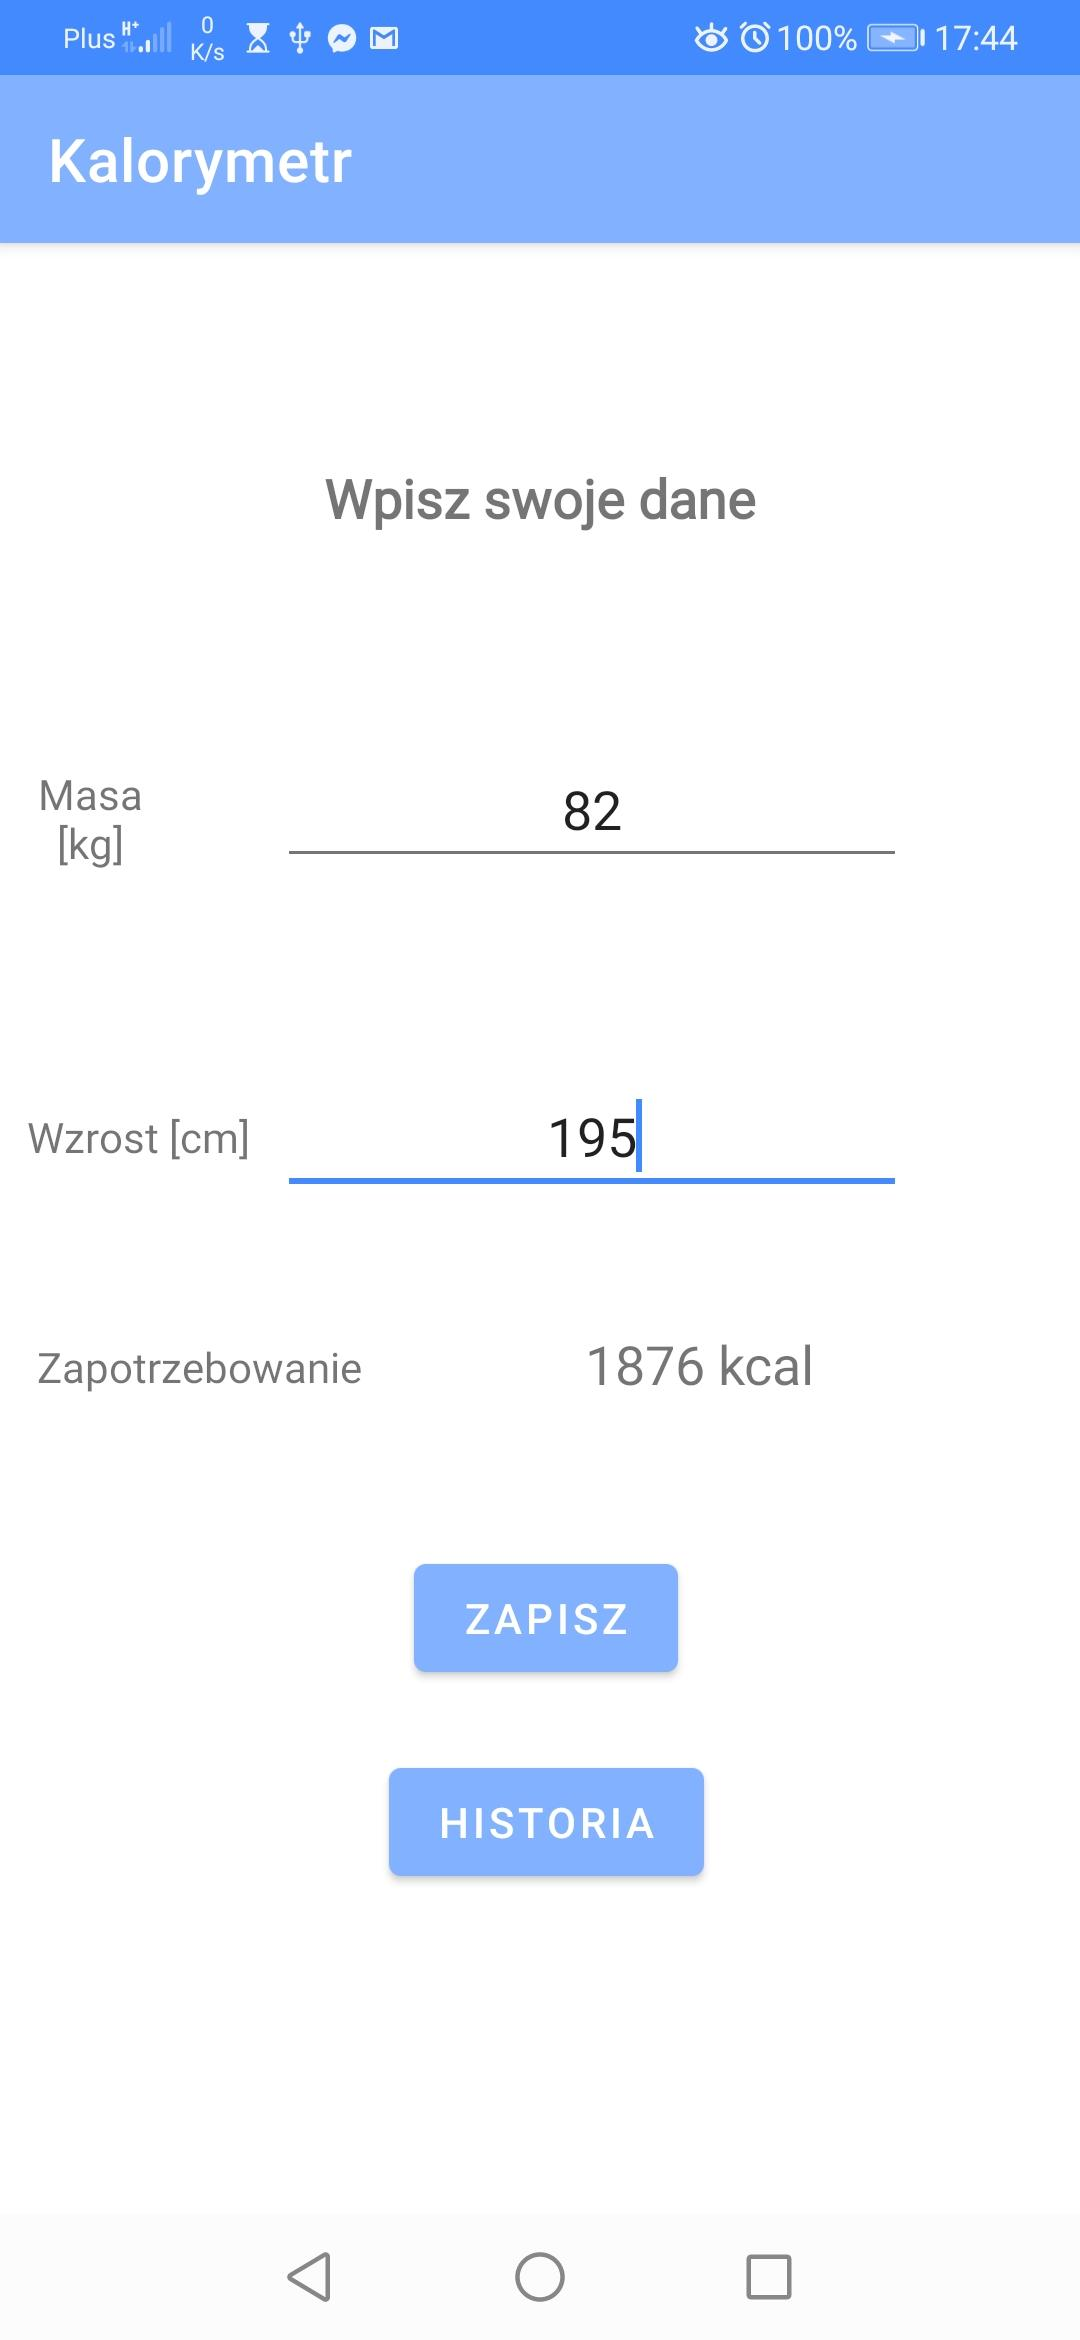 Plus H+ 0 K/s 100% 17:44
Kalorymetr
Wpisz swoje dane
Masa
[kg]
82
Wzrost [cm] 195
Zapotrzebowanie 1876 kcal
ZAPISZ
HISTORIA